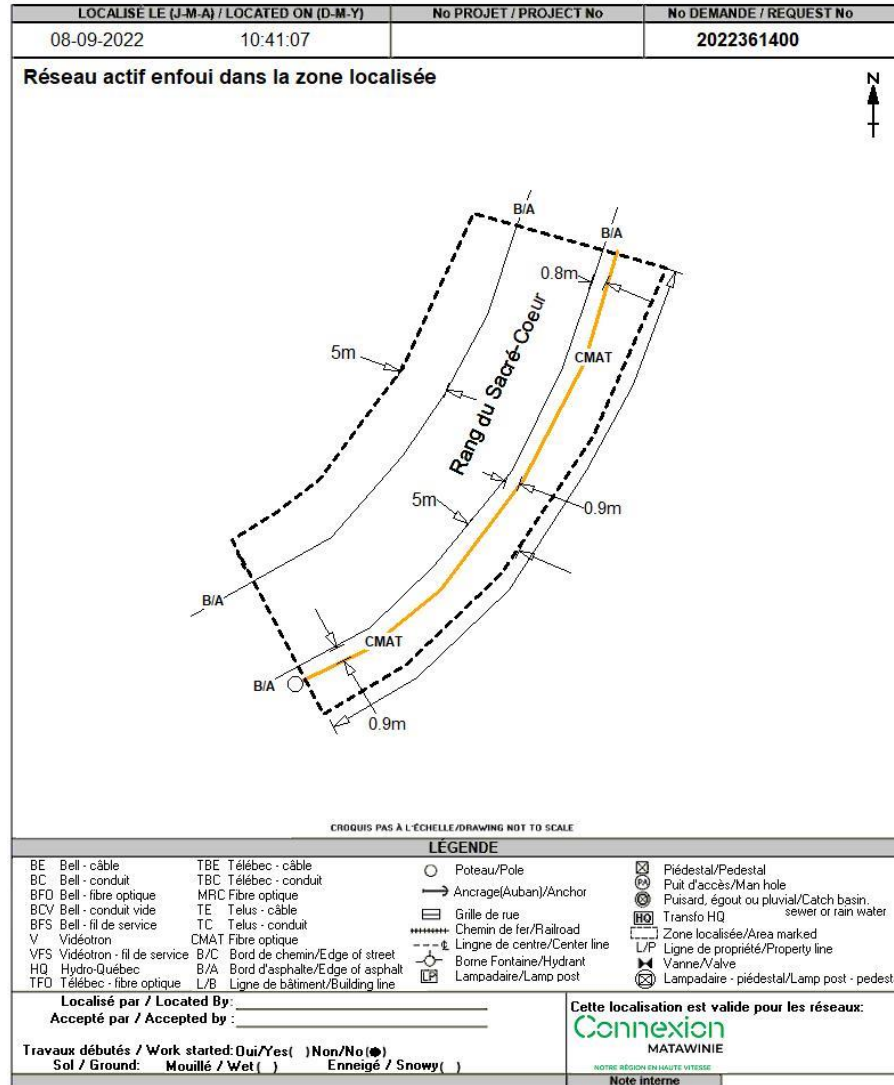 LOCALISÉ LE (J-M-A) / LOCATED ON (D-M-Y) No PROJET / PROJECT No No DEMANDE / REQUEST No
08-09-2022 10:41:07 2022361400
Réseau actif enfoui dans la zone localisée
N
B/A
B/A
0.8m
Rang du Sacré-Coeur
5m
CMAT
5m
0.9m
B/A
CMAT
B/A
0.9m
CROQUIS PAS À L'ÉCHELLE/DRAWING NOT TO SCALE
LÉGENDE
BE Bell - câble
BC Bell - conduit
BFO Bell - fibre optique
BCV Bell - conduit vide
BFS Bell - fil de service
V Vidéotron
VFS Vidéotron - fil de service
HQ Hydro-Québec
TFO Télébec - fibre optique
TBE Télébec - câble
TBC Télébec - conduit
MRC Fibre optique
TE Telus - câble
TC Telus - conduit
CMAT Fibre optique
B/C Bord de chemin/Edge of street
B/A Bord d'asphalte/Edge of asphalt
L/B Ligne de bâtiment/Building line
Poteau/Pole
Ancrage(Auban)/Anchor
Grille de rue
Chemin de fer/Railroad
Lingne de centre/Center line
Borne Fontaine/Hydrant
LP Lampadaire/Lamp post
Piédestal/Pedestal
PA Puit d'accès/Man hole
Puisard, égout ou pluvial/Catch basin.
sewer or rain water
HQ Transfo HQ
Zone localisée/Area marked
L/P Ligne de propriété/Property line
Vanne/Valve
Lampadaire - piédestal/Lamp post - pedest
Localisé par / Located By:
Accepté par / Accepted by :
Travaux débutés / Work started: Oui/Yes( ) Non/No(●)
Sol / Ground: Mouillé / Wet ( ) Enneigé / Snowy( )
Cette localisation est valide pour les réseaux:
Connexion
MATAWINIE
NOTRE RÉGION EN HAUTE VITESSE
Note interne